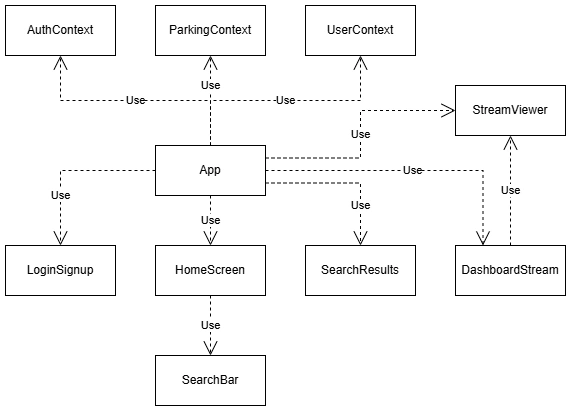 AuthContext
ParkingContext
UserContext
Use
Use
Use
StreamViewer
Use
App
Use
Use
Use
Use
Use
LoginSignup
HomeScreen
SearchResults
DashboardStream
Use
SearchBar